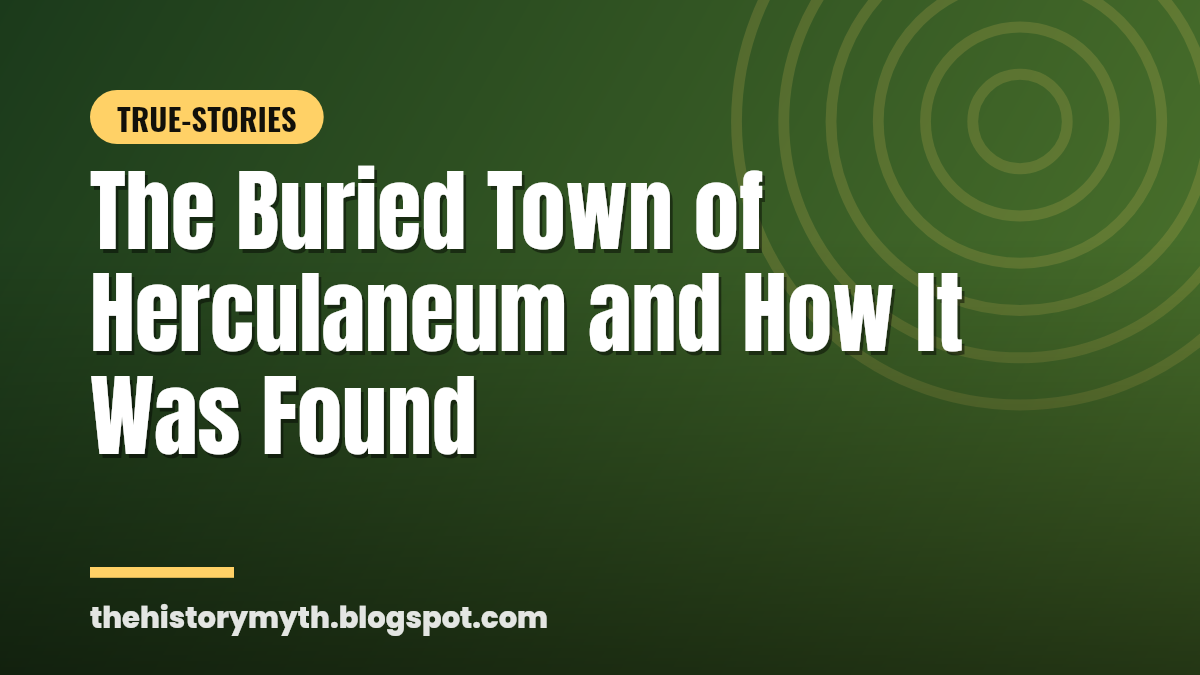 TRUE-STORIES
The Buried Town of
Herculaneum and How It
Was Found
thehistorymyth.blogspot.com